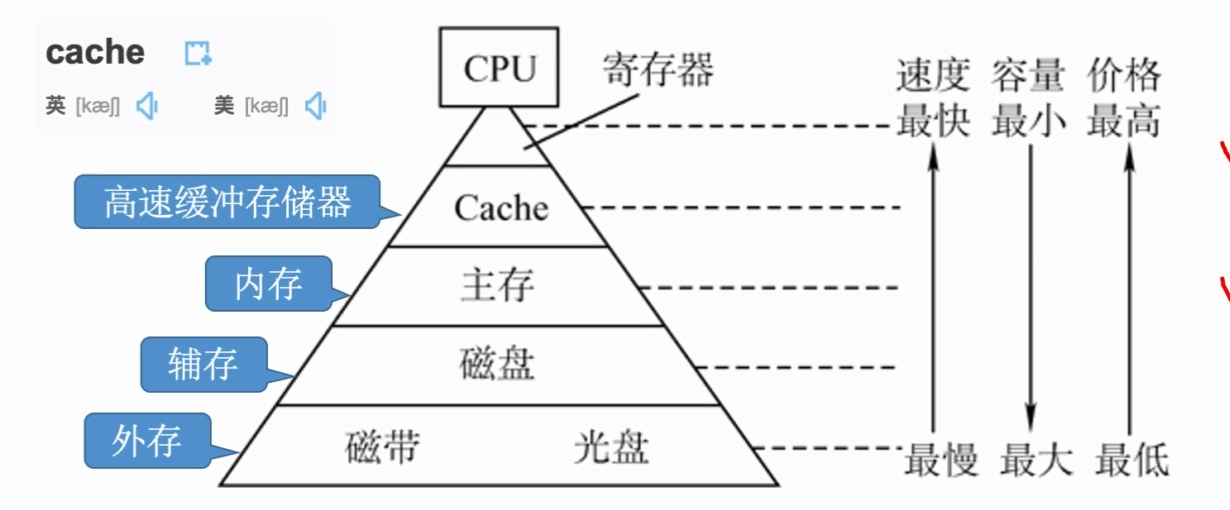 cache
英 [kæʃ] 美 [kæʃ]
CPU
寄存器
速度 容量 价格
最快 最小 最高
高速缓冲存储器
Cache
内存
主存
辅存
磁盘
外存
磁带 光盘
最慢 最大 最低